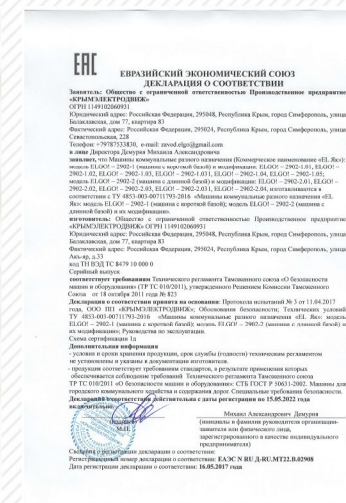 ЕАС
ЕВРАЗИЙСКИЙ ЭКОНОМИЧЕСКИЙ СОЮЗ
ДЕКЛАРАЦИЯ О СООТВЕТСТВИИ
Заявитель: Общество с ограниченной ответственностью Производственное предприятие
«КРЫМЭЛЕКТРОДВИЖ»
ОГРН 1149102060931
Юридический адрес: Российская Федерация, 295048, Республика Крым, город Симферополь, улица
Балаклавская, дом 77, квартира 83
Фактический адрес: Российская Федерация, 295024, Республика Крым, город Симферополь, улица
Севастопольская, 228
Телефон: +79787533830, e-mail: zavod.elgo@gmail.com
в лице Директора Демурия Михаила Александровича
заявляет, что Машины коммунальные разного назначения (Коммерческое наименование «EL Як»):
модель ELGO! – 2902-1 (машина с короткой базой) и модификации: ELGO! – 2902-1.01, ELGO! –
2902-1.02, ELGO! – 2902-1.03, ELGO! – 2902-1.031, ELGO! – 2902-1.04, ELGO! – 2902-1.05;
модель ELGO! – 2902-2 (машина с длинной базой) и модификации: ELGO! – 2902-2.01, ELGO! –
2902-2.02, ELGO! – 2902-2.03, ELGO! – 2902-2.031, ELGO! – 2902-2.04, изготавливаются в
соответствии с ТУ 4853-003-00711793-2016 «Машины коммунальные разного назначения «EL
Як»: модель ELGO! – 2902-1 (машина с короткой базой); модель ELGO! – 2902-2 (машина с
длинной базой) и их модификации»
изготовитель: Общество с ограниченной ответственностью Производственное предприятие
«КРЫМЭЛЕКТРОДВИЖ» ОГРН 1149102060931
Юридический адрес: Российская Федерация, 295048, Республика Крым, город Симферополь, улица
Балаклавская, дом 77, квартира 83
Фактический адрес: Российская Федерация, 295024, Республика Крым, город Симферополь, улица
д.33
код ТН ВЭД ТС 8479 10 000 0
Серийный выпуск
соответствует требованиям Технического регламента Таможенного союза «О безопасности
машин и оборудования» (ТР ТС 010/2011), утвержденного Решением Комиссии Таможенного
Союза от 18 октября 2011 года № 823
Декларация о соответствии принята на основании: Протокола испытаний № 3 от 11.04.2017
года, ООО ПП «КРЫМЭЛЕКТРОДВИЖ»; Обоснования безопасности; Технических условий
ТУ 4853-003-00711793-2016 «Машины коммунальные разного назначения «EL Як»: модель
ELGO! – 2902-1 (машина с короткой базой); модель ELGO! – 2902-2 (машина с длинной базой) и
их модификации»; Руководства по эксплуатации.
Схема сертификации 1д
Дополнительная информация
- условия и сроки хранения продукции, срок службы (годности) техническим регламентом
не установлены и указаны в документации изготовителя.
- продукция соответствует требованиям стандартов, в результате применения которых
обеспечивается соблюдение требований Технического регламента Таможенного союза
ТР ТС 010/2011 «О безопасности машин и оборудования»: СТБ ГОСТ Р 50631-2002. Машины для
городского коммунального хозяйства и содержания дорог. Специальные требования безопасности.
Декларация о соответствии действительна с даты регистрации по 15.05.2022 года
включительно.
Михаил Александрович Демурия
(подпись)
М.П.
(инициалы и фамилия руководителя организации-
заявителя или физического лица,
зарегистрированного в качестве индивидуального
предпринимателя)
Сведения о регистрации декларации о соответствии:
Регистрационный номер декларации о соответствии: ЕАЭС N RU Д-RU.МТ22.В.02908
Дата регистрации декларации о соответствии: 16.05.2017 года